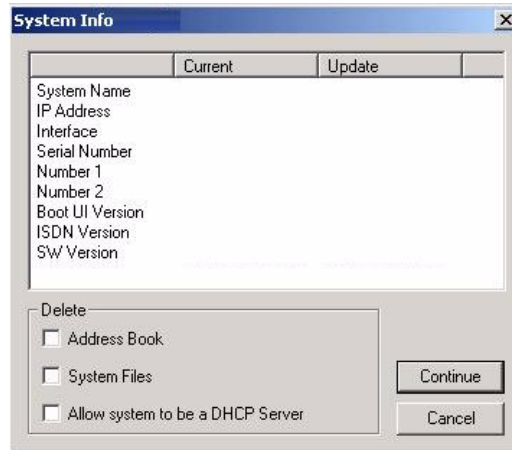 System Info
Current Update
System Name
IP Address
Interface
Serial Number
Number 1
Number 2
Boot UI Version
ISDN Version
SW Version
Delete
Address Book
System Files
Allow system to be a DHCP Server
Continue
Cancel